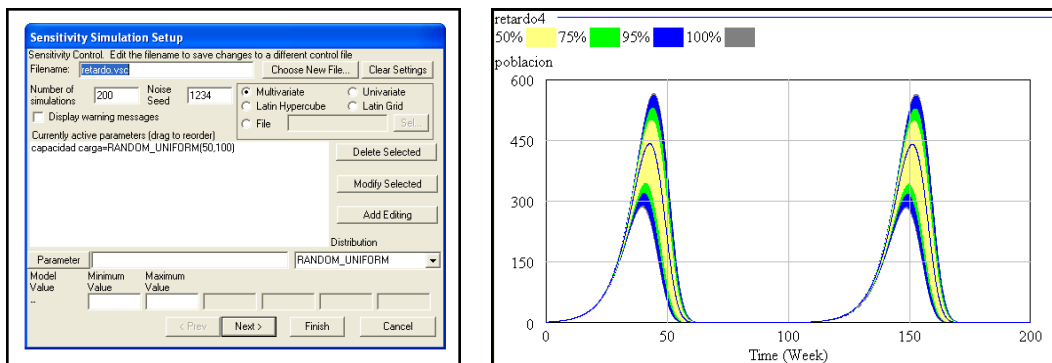 Sensitivity Simulation Setup
Sensitivity Control. Edit the filename to save changes to a different control file
Filename: retardo.vsc Choose New File... Clear Settings
Number of simulations 200 Noise Seed 1234
Multivariate Univariate
Latin Hypercube Latin Grid
File Sel...
Display warning messages
Currently active parameters (drag to reorder)
capacidad carga=RANDOM_UNIFORM(50,100)
Delete Selected
Modify Selected
Add Editing
Distribution
Parameter RANDOM_UNIFORM
Model Value Minimum Value Maximum Value
--
< Prev Next > Finish Cancel
retardo4
50% 75% 95% 100%
poblacion
600
450
300
150
0
0 50 100 150 200
Time (Week)